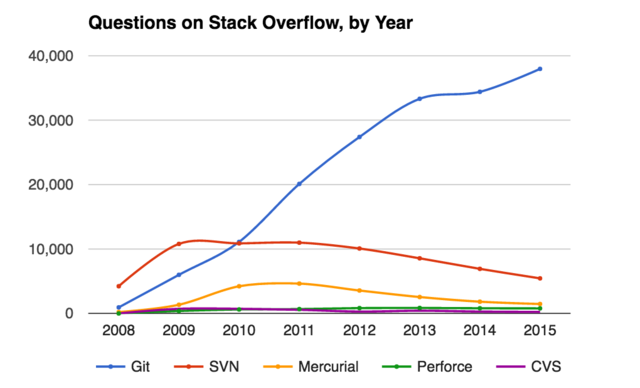 Questions on Stack Overflow, by Year
40,000
30,000
20,000
10,000
0
2008 2009 2010 2011 2012 2013 2014 2015
Git SVN Mercurial Perforce CVS